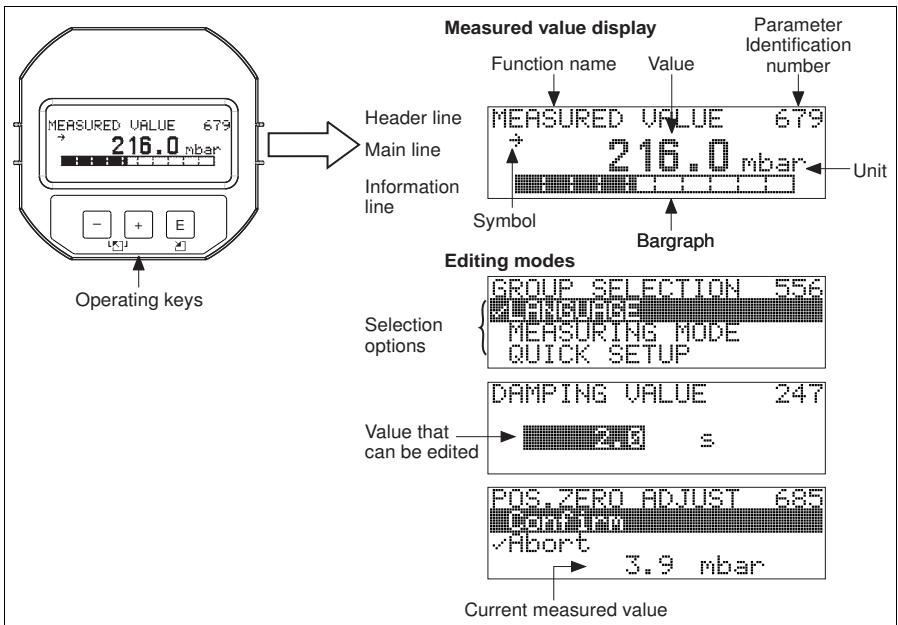 MEASURED VALUE 679
216.0 mbar
- + E
Operating keys
Measured value display
Function name
Value
Parameter
Identification
number
Header line
Main line
Information
line
MEASURED VALUE 679
216.0 mbar
Unit
Symbol
Bargraph
Editing modes
GROUP SELECTION 556
✓LANGUAGE
MEASURING MODE
QUICK SETUP
Selection
options
DAMPING VALUE 247
2.0 s
Value that
can be edited
POS.ZERO ADJUST 685
Confirm
✓Abort
3.9 mbar
Current measured value